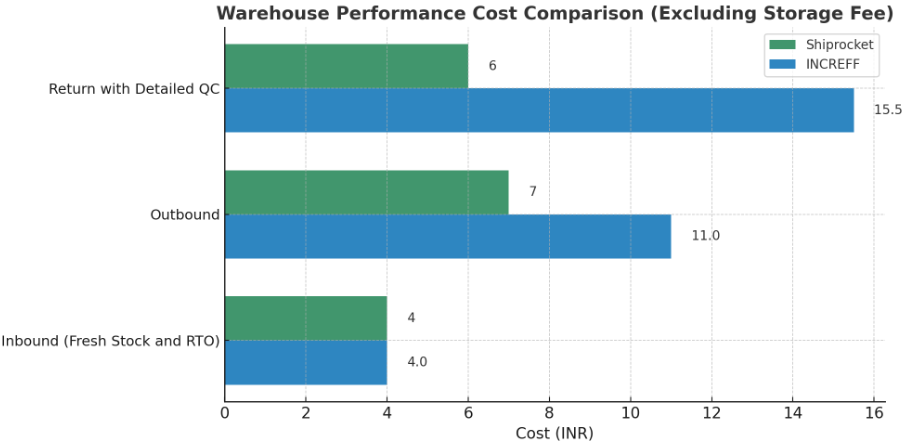 Warehouse Performance Cost Comparison (Excluding Storage Fee)
Shiprocket
INCREFF
Return with Detailed QC
6
15.5
Outbound
7
11.0
Inbound (Fresh Stock and RTO)
4
4.0
0 2 4 6 8 10 12 14 16
Cost (INR)